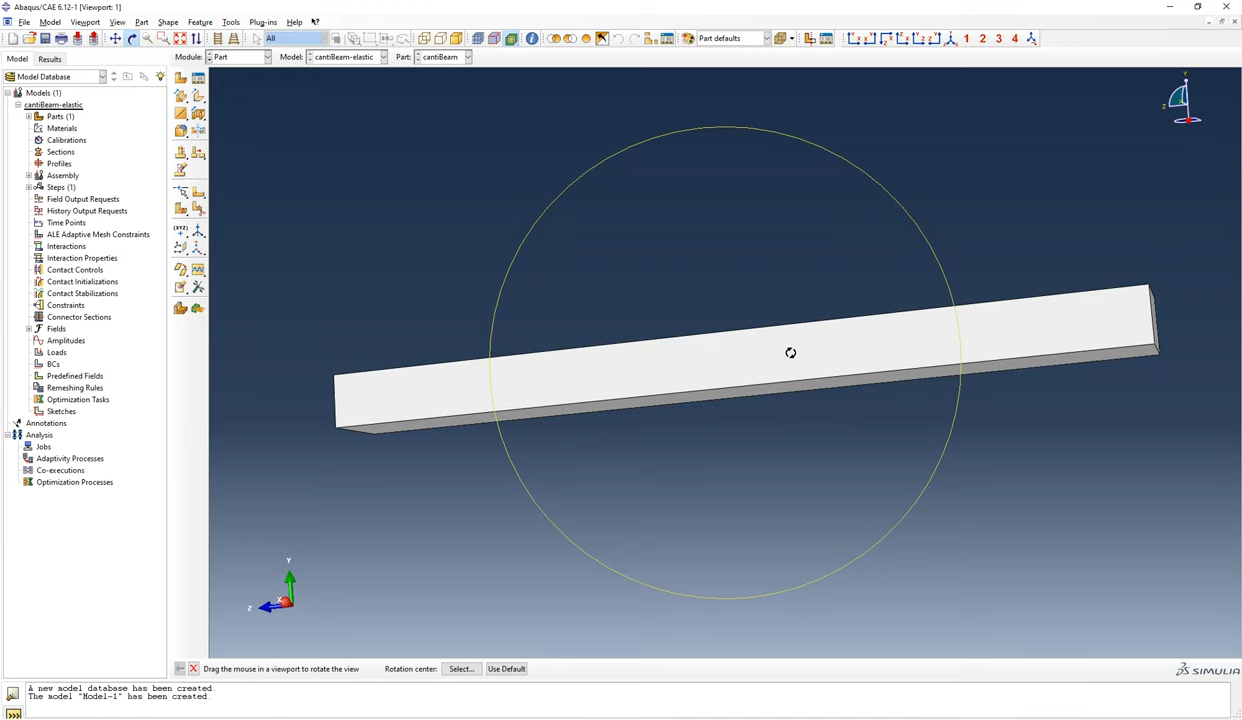 Abaqus/CAE 6.12-1 [Viewport: 1]
File Model Viewport View Part Shape Feature Tools Plug-ins Help
All
Part defaults
1 2 3 4
Model Results
Module: Part Model: cantiBeam-elastic Part: cantiBeam
Model Database
Models (1)
cantiBeam-elastic
Parts (1)
Materials
Calibrations
Sections
Profiles
Assembly
Steps (1)
Field Output Requests
History Output Requests
Time Points
ALE Adaptive Mesh Constraints
Interactions
Interaction Properties
Contact Controls
Contact Initializations
Contact Stabilizations
Constraints
Connector Sections
Fields
Amplitudes
Loads
BCs
Predefined Fields
Remeshing Rules
Optimization Tasks
Sketches
Annotations
Analysis
Jobs
Adaptivity Processes
Co-executions
Optimization Processes
(XYZ)
Y
Z
Y
Z
X
Drag the mouse in a viewport to rotate the view Rotation center: Select... Use Default
SIMULIA
A new model database has been created.
The model "Model-1" has been created.
>>>